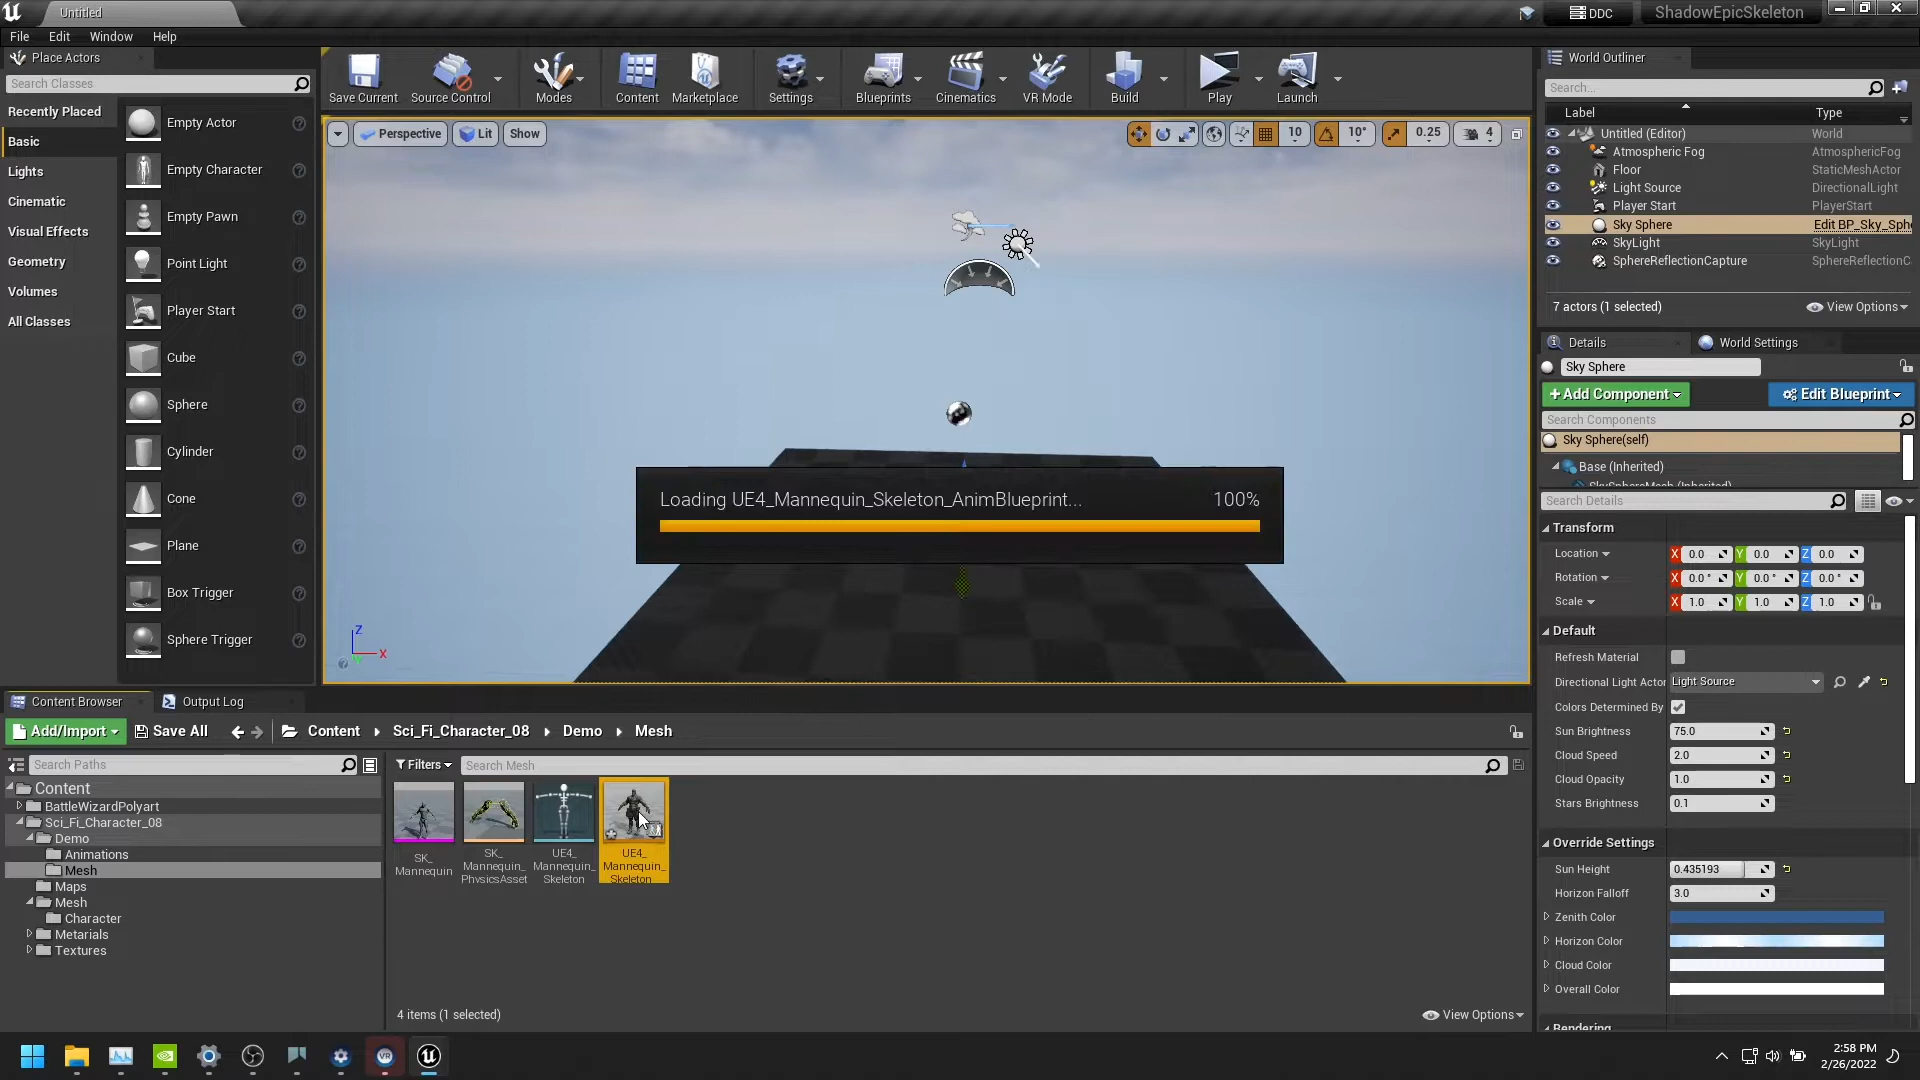 Untitled
DDC
ShadowEpicSkeleton
File
Edit
Window
Help
Place Actors
Search Classes
Recently Placed
Basic
Lights
Cinematic
Visual Effects
Geometry
Volumes
All Classes
Empty Actor
Empty Character
Empty Pawn
Point Light
Player Start
Cube
Sphere
Cylinder
Cone
Plane
Box Trigger
Sphere Trigger
Save Current
Source Control
Modes
Content
Marketplace
Settings
Blueprints
Cinematics
VR Mode
Build
Play
Launch
Perspective
Lit
Show
10
10°
0.25
4
Loading UE4_Mannequin_Skeleton_AnimBlueprint... 100%
Z
X
World Outliner
Search...
Label Type
Untitled (Editor) World
Atmospheric Fog AtmosphericFog
Floor StaticMeshActor
Light Source DirectionalLight
Player Start PlayerStart
Sky Sphere Edit BP_Sky_Sph
SkyLight SkyLight
SphereReflectionCapture SphereReflectionC
7 actors (1 selected)
View Options
Details
World Settings
Sky Sphere
+Add Component
Edit Blueprint
Search Components
Sky Sphere(self)
Base (Inherited)
SkySphereMesh (Inherited)
Search Details
Transform
Location X 0.0 Y 0.0 Z 0.0
Rotation X 0.0 ° Y 0.0 ° Z 0.0 °
Scale X 1.0 Y 1.0 Z 1.0
Default
Refresh Material
Directional Light Actor Light Source
Colors Determined By
Sun Brightness 75.0
Cloud Speed 2.0
Cloud Opacity 1.0
Stars Brightness 0.1
Override Settings
Sun Height 0.435193
Horizon Falloff 3.0
Zenith Color
Horizon Color
Cloud Color
Overall Color
Rendering
Content Browser
Output Log
Add/Import
Save All
Content
Sci_Fi_Character_08
Demo
Mesh
Search Paths
Filters
Search Mesh
Content
BattleWizardPolyart
Sci_Fi_Character_08
Demo
Animations
Mesh
Maps
Mesh
Character
Metarials
Textures
SK_
Mannequin
SK_
Mannequin_
PhysicsAsset
UE4_
Mannequin_
Skeleton
UE4_
Mannequin_
Skeleton_
4 items (1 selected)
View Options
VR
2:58 PM
2/26/2022